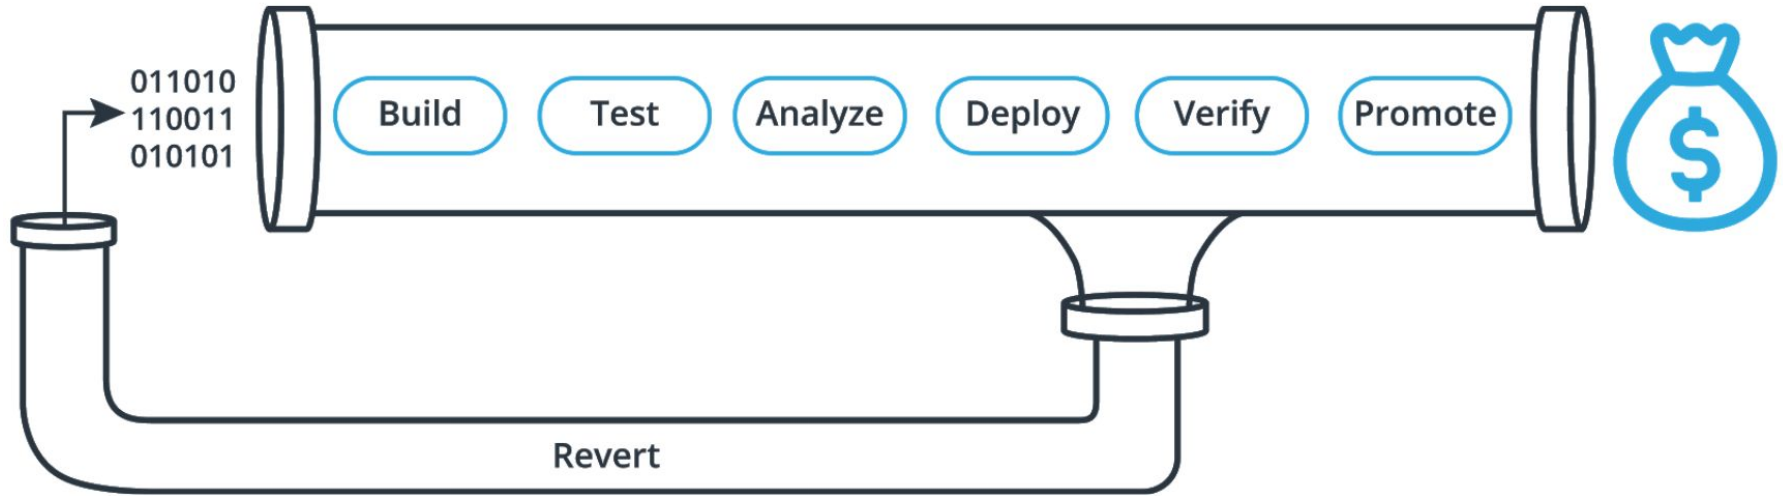 011010
110011
010101
Build
Test
Analyze
Deploy
Verify
Promote
$
Revert